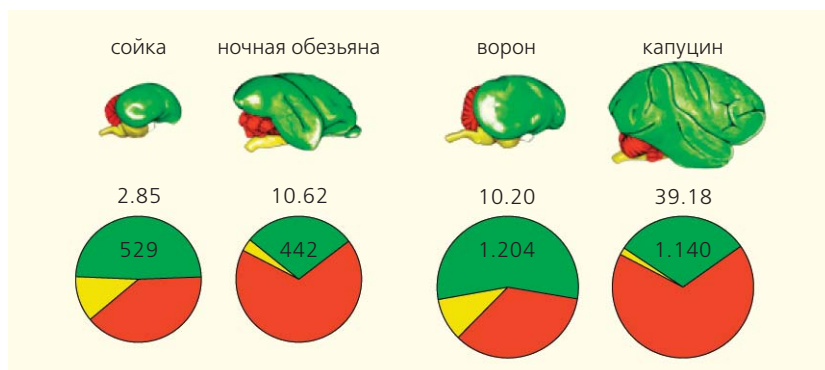 сойка ночная обезьяна ворон капуцин
2.85 10.62 10.20 39.18
529 442 1.204 1.140